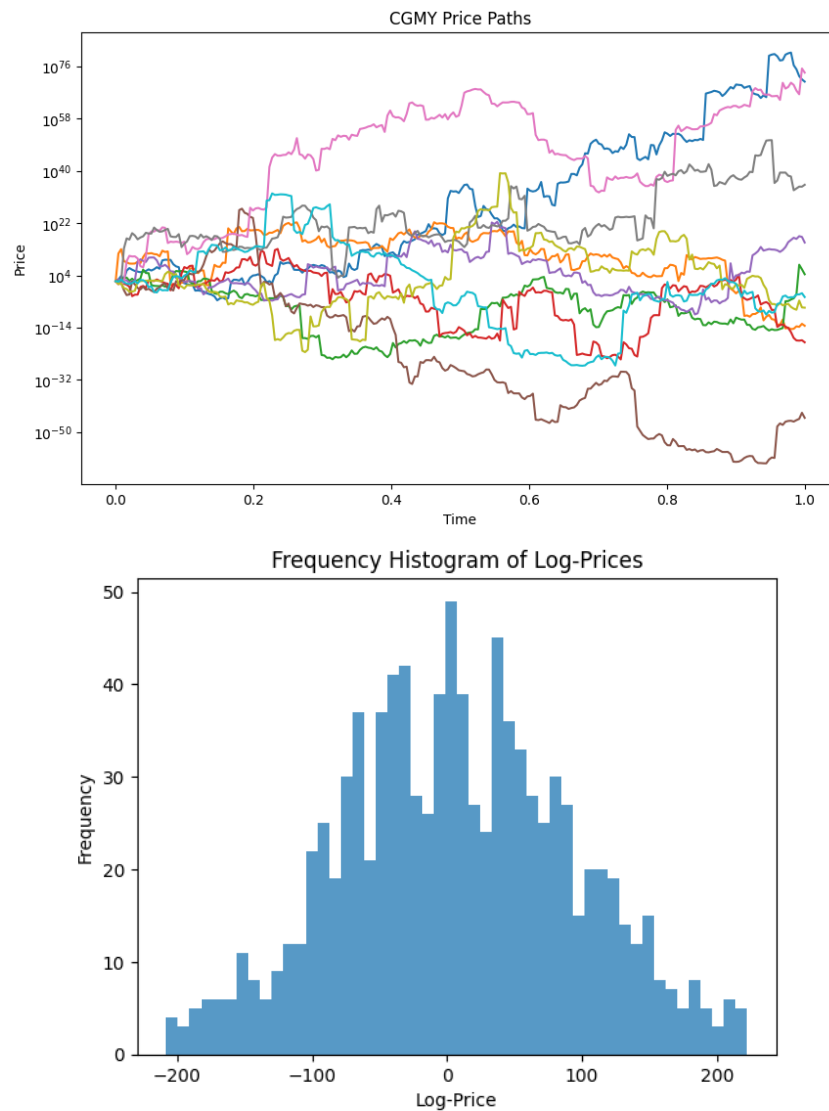 CGMY Price Paths
Price
10^76
10^58
10^40
10^22
10^4
10^-14
10^-32
10^-50
0.0 0.2 0.4 0.6 0.8 1.0
Time
Frequency Histogram of Log-Prices
Frequency
50
40
30
20
10
0
−200 −100 0 100 200
Log-Price